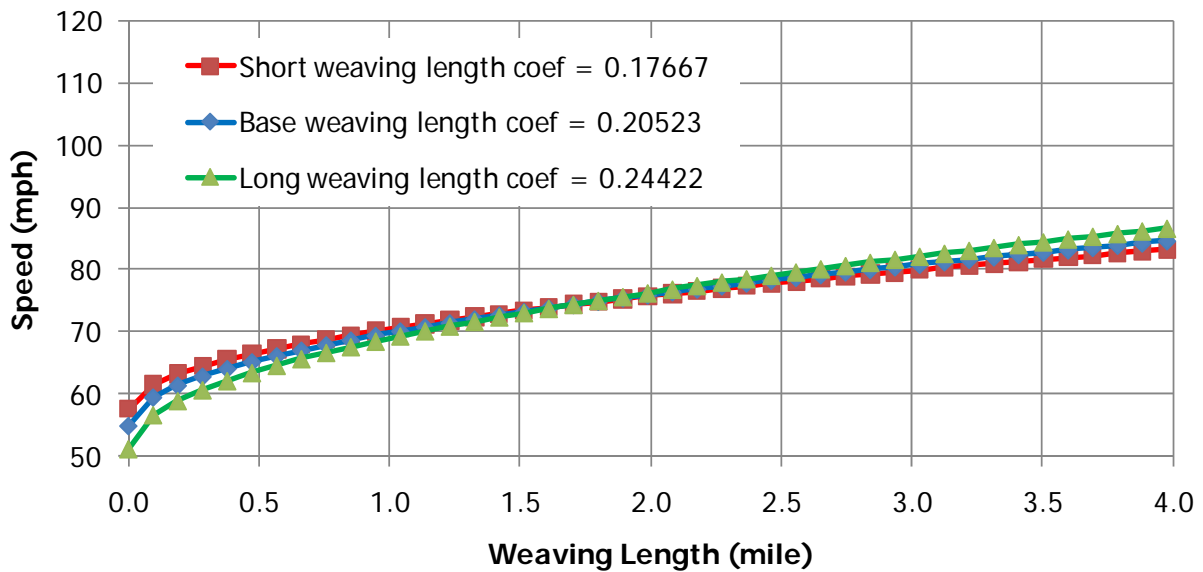 120
110
100
90
80
70
60
50
Speed (mph)
Short weaving length coef = 0.17667
Base weaving length coef = 0.20523
Long weaving length coef = 0.24422
0.0 0.5 1.0 1.5 2.0 2.5 3.0 3.5 4.0
Weaving Length (mile)